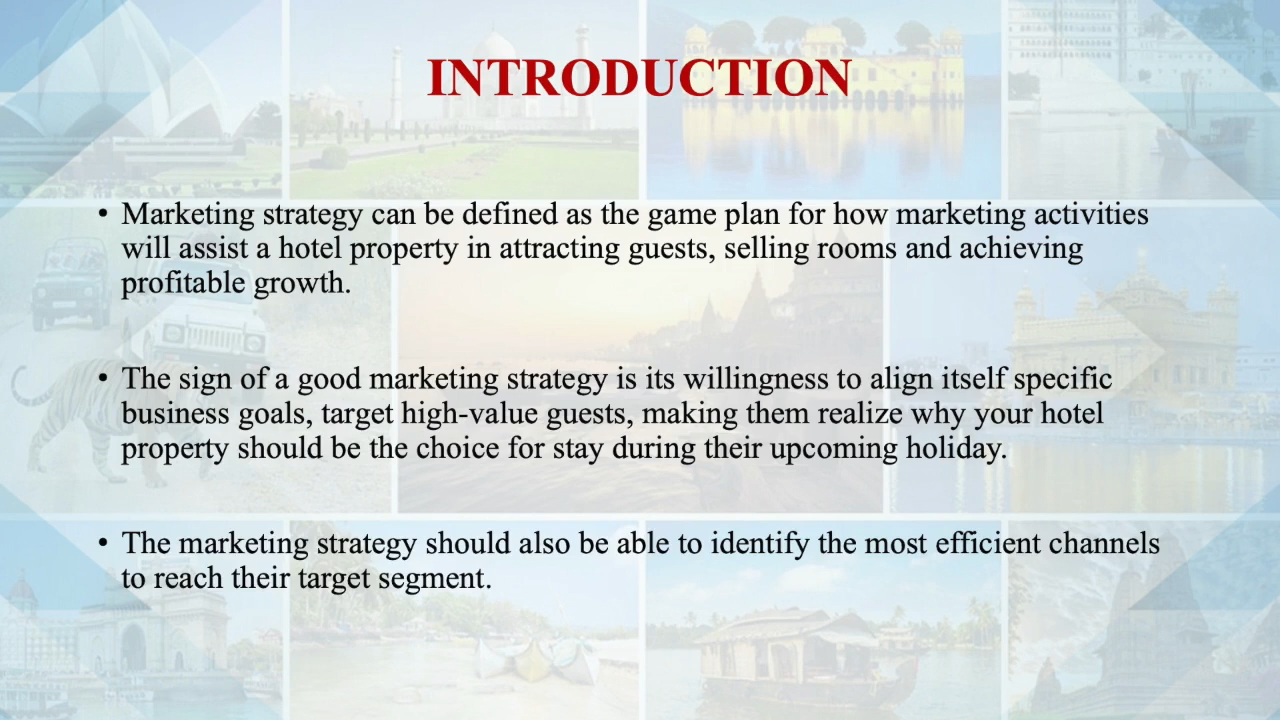 INTRODUCTION
• Marketing strategy can be defined as the game plan for how marketing activities
will assist a hotel property in attracting guests, selling rooms and achieving
profitable growth.
• The sign of a good marketing strategy is its willingness to align itself specific
business goals, target high-value guests, making them realize why your hotel
property should be the choice for stay during their upcoming holiday.
• The marketing strategy should also be able to identify the most efficient channels
to reach their target segment.